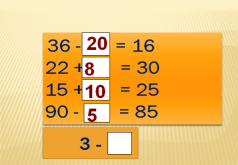 36 - 20 = 16
22 + 8 = 30
15 + 10 = 25
90 - 5 = 85
3 -